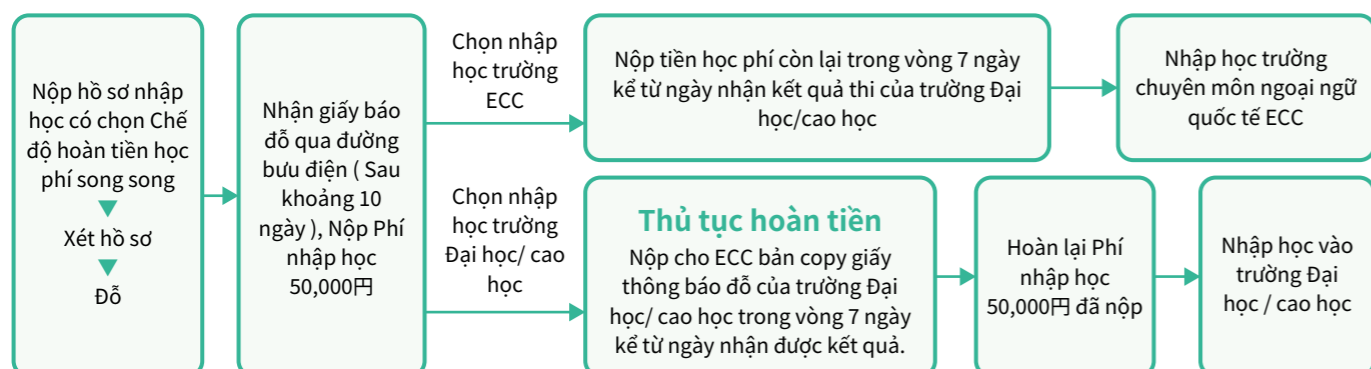 Nộp hồ sơ nhập
học có chọn Chế
độ hoàn tiền học
phí song song
Xét hồ sơ
Đỗ
Nhận giấy báo
đỗ qua đường
bưu điện ( Sau
khoảng 10
ngày ), Nộp Phí
nhập học
50,000円
Chọn nhập
học trường
ECC
Nộp tiền học phí còn lại trong vòng 7 ngày
kể từ ngày nhận kết quả thi của trường Đại
học/cao học
Nhập học trường
chuyên môn ngoại ngữ
quốc tế ECC
Chọn nhập
học trường
Đại học/ cao
học
Thủ tục hoàn tiền
Nộp cho ECC bản copy giấy
thông báo đỗ của trường Đại
học/ cao học trong vòng 7 ngày
kể từ ngày nhận được kết quả.
Hoàn lại Phí
nhập học
50,000円 đã nộp
Nhập học vào
trường Đại
học / cao học